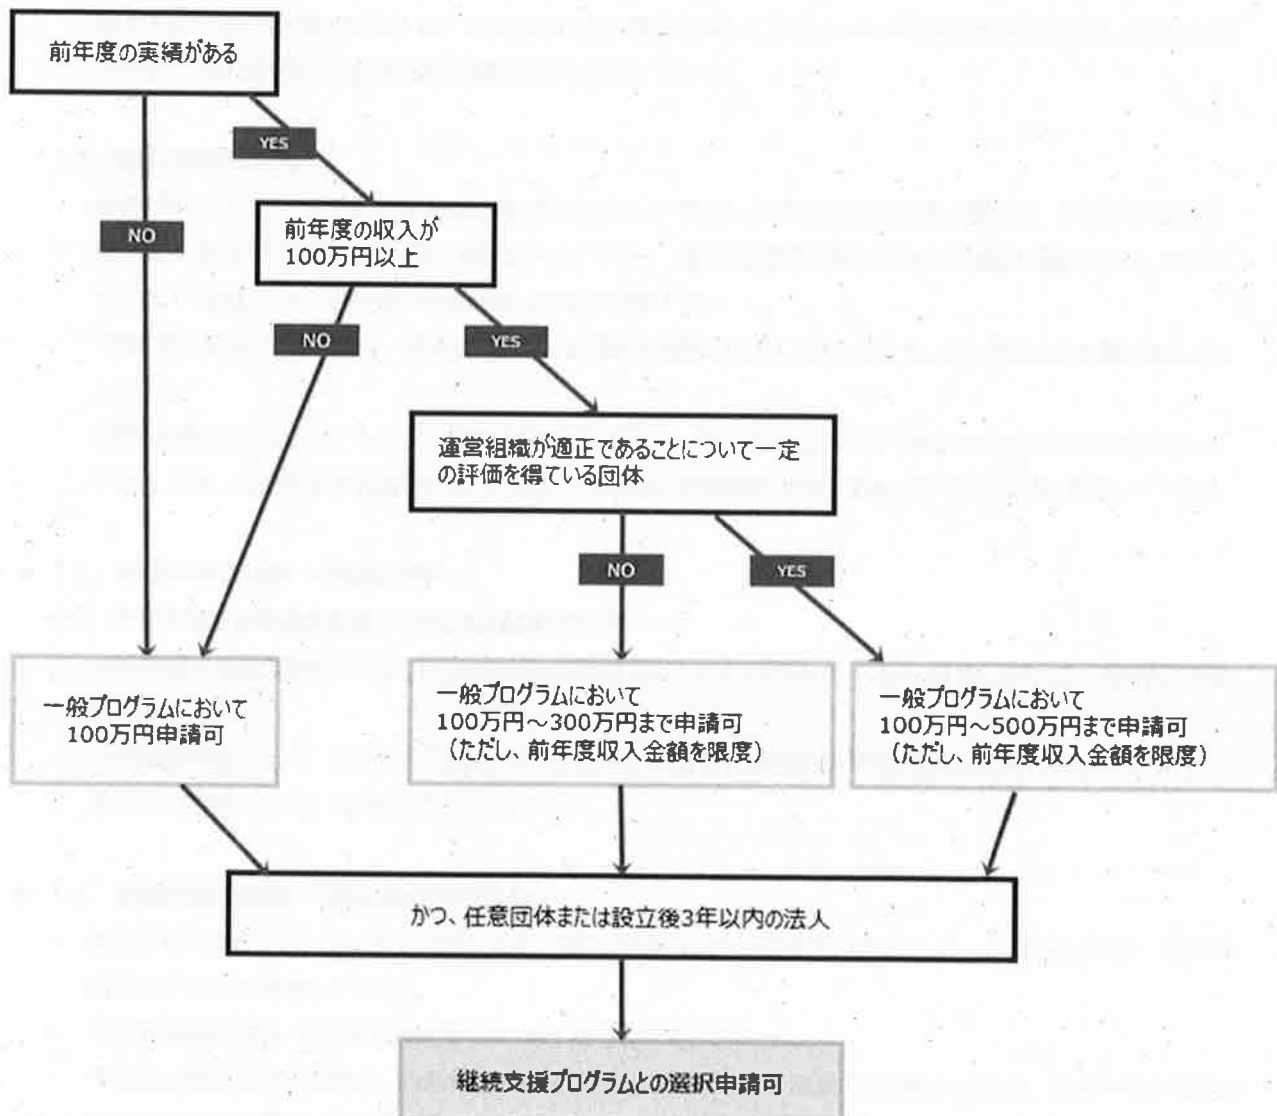 前年度の実績がある
YES
NO
前年度の収入が
100万円以上
NO
YES
運営組織が適正であることについて一定
の評価を得ている団体
NO
YES
一般プログラムにおいて
100万円申請可
一般プログラムにおいて
100万円～300万円まで申請可
（ただし、前年度収入金額を限度）
一般プログラムにおいて
100万円～500万円まで申請可
（ただし、前年度収入金額を限度）
かつ、任意団体または設立後3年以内の法人
継続支援プログラムとの選択申請可